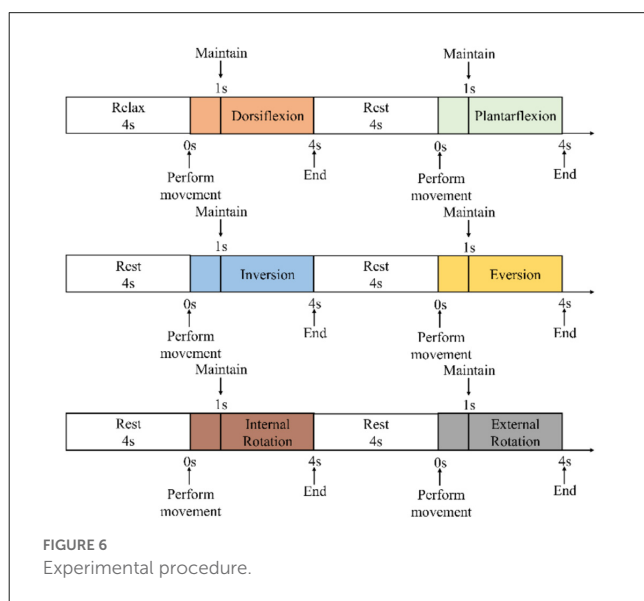 Maintain Maintain
1s 1s
Relax Rest
4s Dorsiflexion 4s Plantarflexion
0s 4s 0s 4s
Perform End Perform End
movement movement
Maintain Maintain
1s 1s
Rest Rest
4s Inversion 4s Eversion
0s 4s 0s 4s
Perform End Perform End
movement movement
Maintain Maintain
1s 1s
Rest Internal Rest External
4s Rotation 4s Rotation
0s 4s 0s 4s
Perform End Perform End
movement movement
FIGURE 6
Experimental procedure.